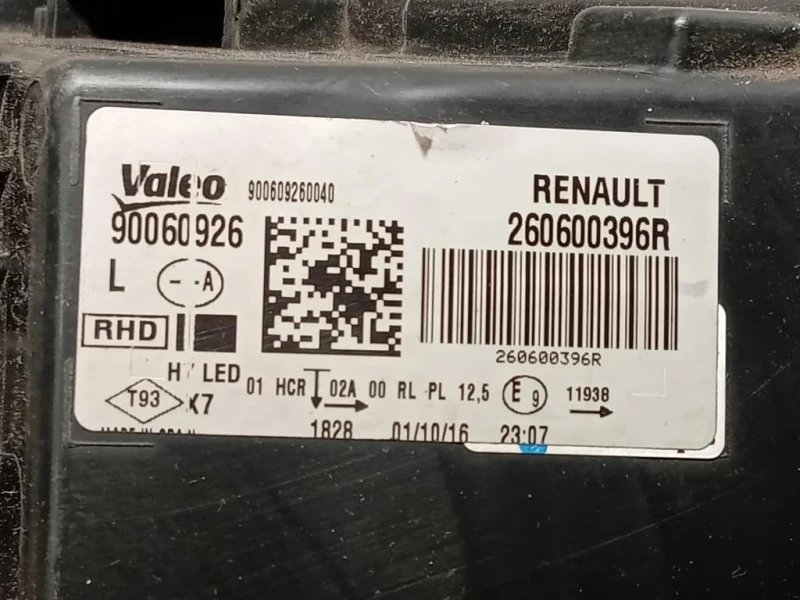 Valeo 900609260040 RENAULT
90060926 260600396R
L - - A
RHD
260600396R
H7 LED 01 HCR 02A 00 RL PL 12,5 E 9 11938
T93 K7
1828 01/10/16 23:07